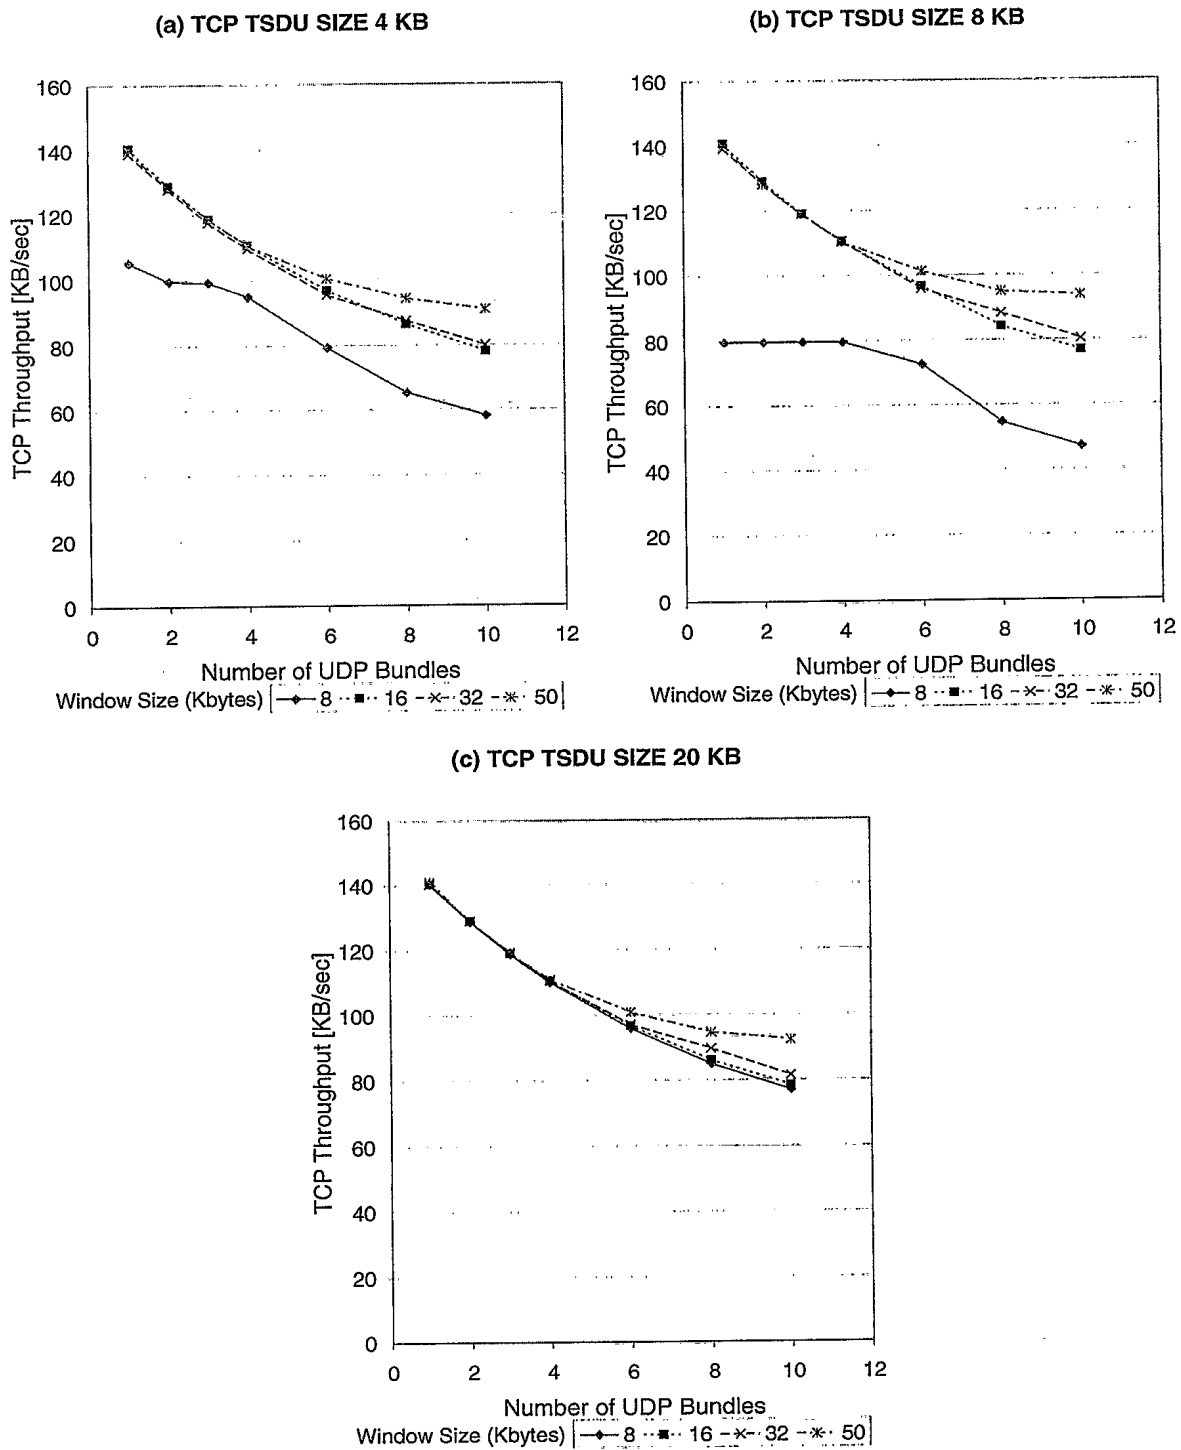 (a) TCP TSDU SIZE 4 KB
160
140
120
100
80
60
40
20
0
TCP Throughput [KB/sec]
0 2 4 6 8 10 12
Number of UDP Bundles
Window Size (Kbytes) 8 16 32 50
(b) TCP TSDU SIZE 8 KB
160
140
120
100
80
60
40
20
0
TCP Throughput [KB/sec]
0 2 4 6 8 10 12
Number of UDP Bundles
Window Size (Kbytes) 8 16 32 50
(c) TCP TSDU SIZE 20 KB
160
140
120
100
80
60
40
20
0
TCP Throughput [KB/sec]
0 2 4 6 8 10 12
Number of UDP Bundles
Window Size (Kbytes) 8 16 32 50